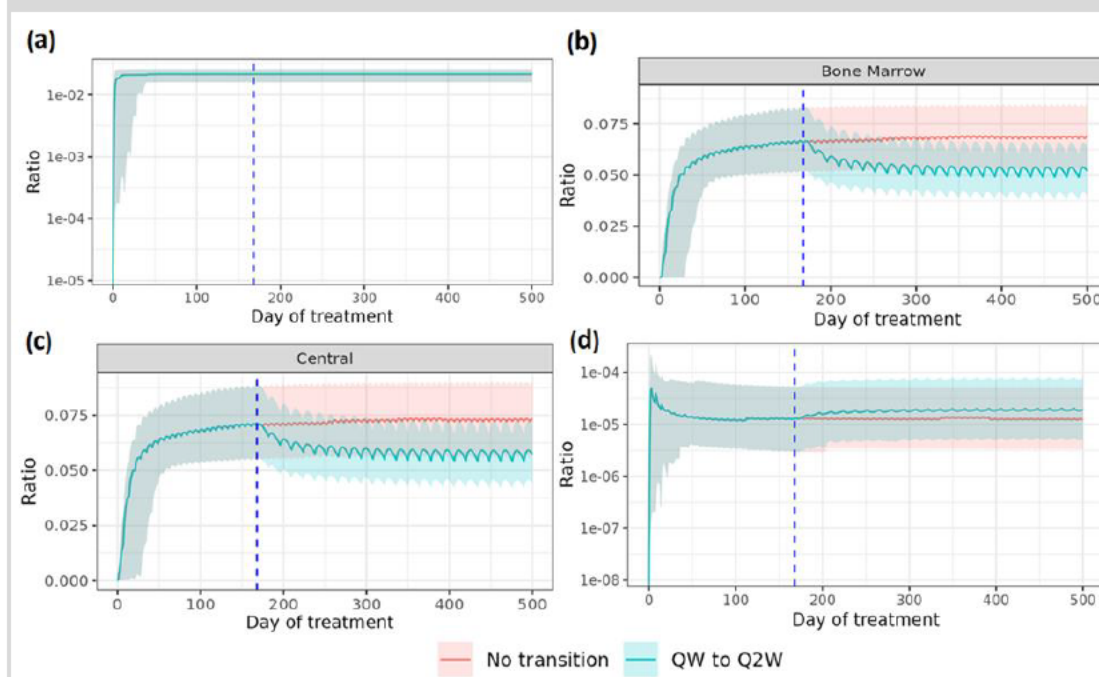 (a)
Ratio
1e-02
1e-03
1e-04
1e-05
0 100 200 300 400 500
Day of treatment
(b)
Bone Marrow
Ratio
0.075
0.050
0.025
0.000
0 100 200 300 400 500
Day of treatment
(c)
Central
Ratio
0.075
0.050
0.025
0.000
0 100 200 300 400 500
Day of treatment
(d)
Ratio
1e-04
1e-05
1e-06
1e-07
1e-08
0 100 200 300 400 500
Day of treatment
No transition QW to Q2W